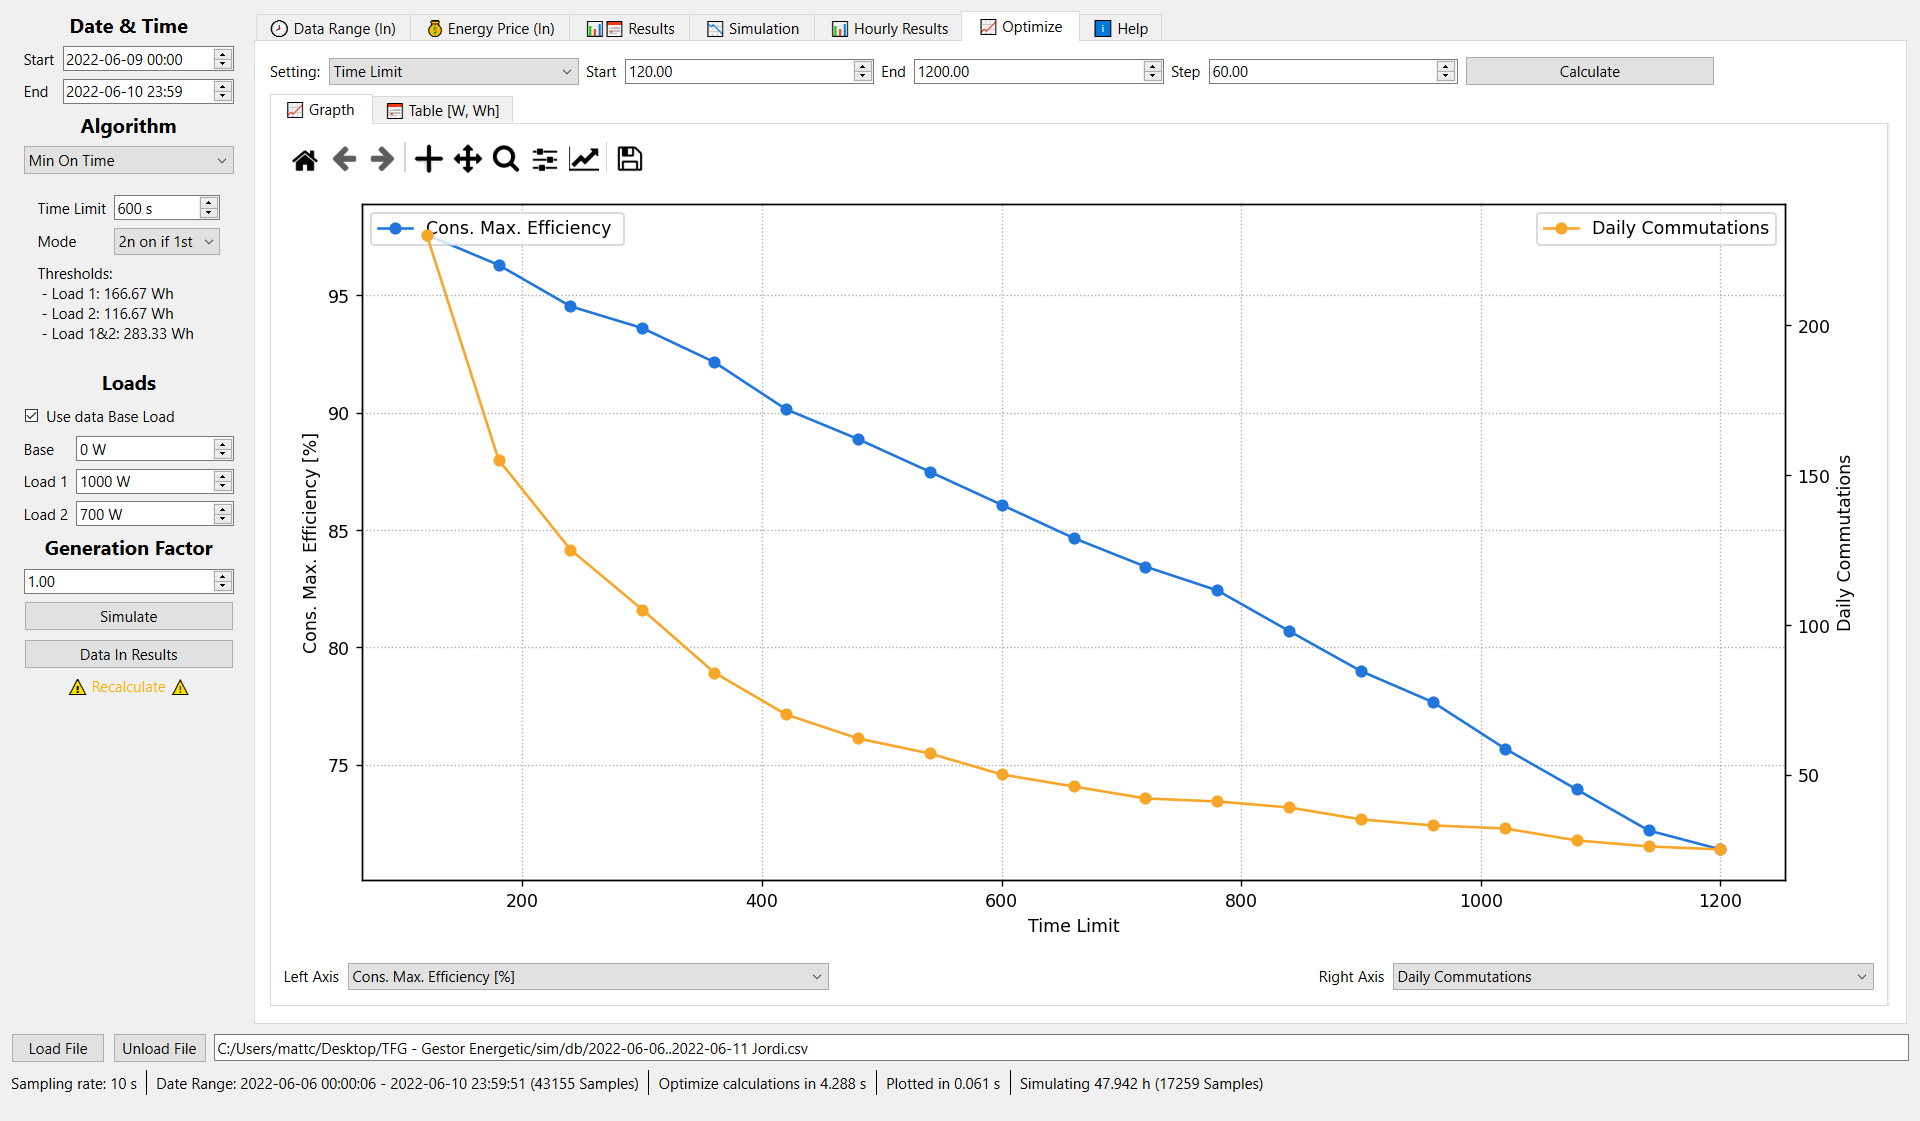 Date & Time
Start 2022-06-09 00:00
End 2022-06-10 23:59
Algorithm
Min On Time
Time Limit 600 s
Mode 2n on if 1st
Thresholds:
- Load 1: 166.67 Wh
- Load 2: 116.67 Wh
- Load 1&2: 283.33 Wh
Loads
Use data Base Load
Base 0 W
Load 1 1000 W
Load 2 700 W
Generation Factor
1.00
Simulate
Data In Results
Recalculate
Data Range (In) Energy Price (In) Results Simulation Hourly Results Optimize Help
Setting: Time Limit Start 120.00 End 1200.00 Step 60.00 Calculate
Grapth Table [W, Wh]
Cons. Max. Efficiency Daily Commutations
95
90
85
80
75
Cons. Max. Efficiency [%]
200
150
100
50
Daily Commutations
200 400 600 800 1000 1200
Time Limit
Left Axis Cons. Max. Efficiency [%] Right Axis Daily Commutations
Load File Unload File C:/Users/mattc/Desktop/TFG - Gestor Energetic/sim/db/2022-06-06..2022-06-11 Jordi.csv
Sampling rate: 10 s Date Range: 2022-06-06 00:00:06 - 2022-06-10 23:59:51 (43155 Samples) Optimize calculations in 4.288 s Plotted in 0.061 s Simulating 47.942 h (17259 Samples)